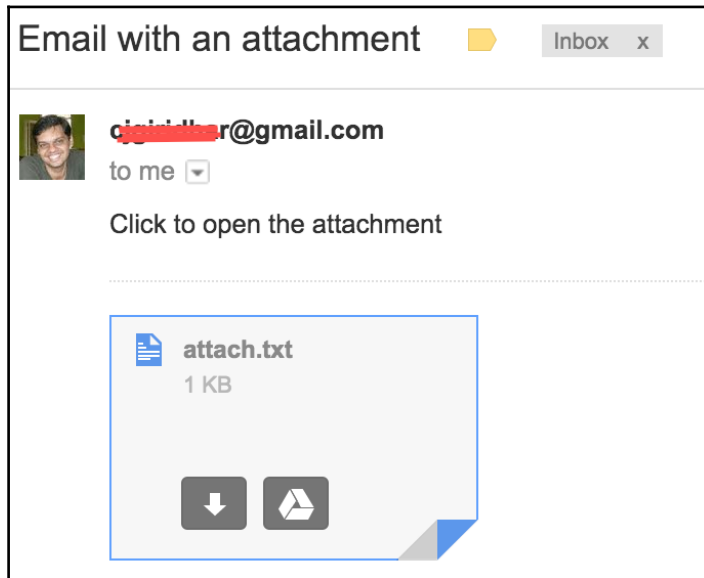 Email with an attachment
Inbox x
r@gmail.com
to me
Click to open the attachment
attach.txt
1 KB